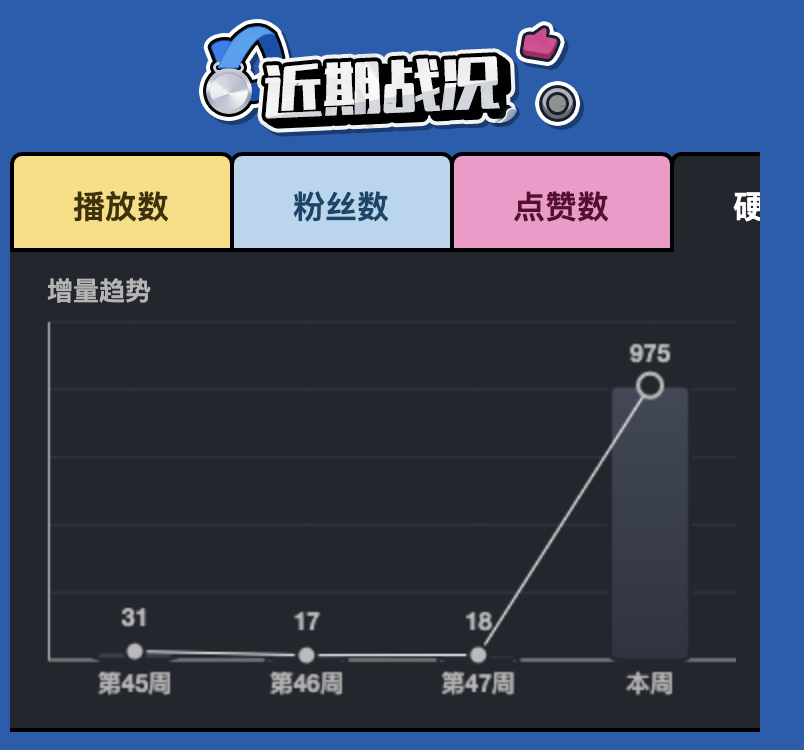 近期战况
播放数 粉丝数 点赞数 硬
增量趋势
975
31 17 18
第45周 第46周 第47周 本周